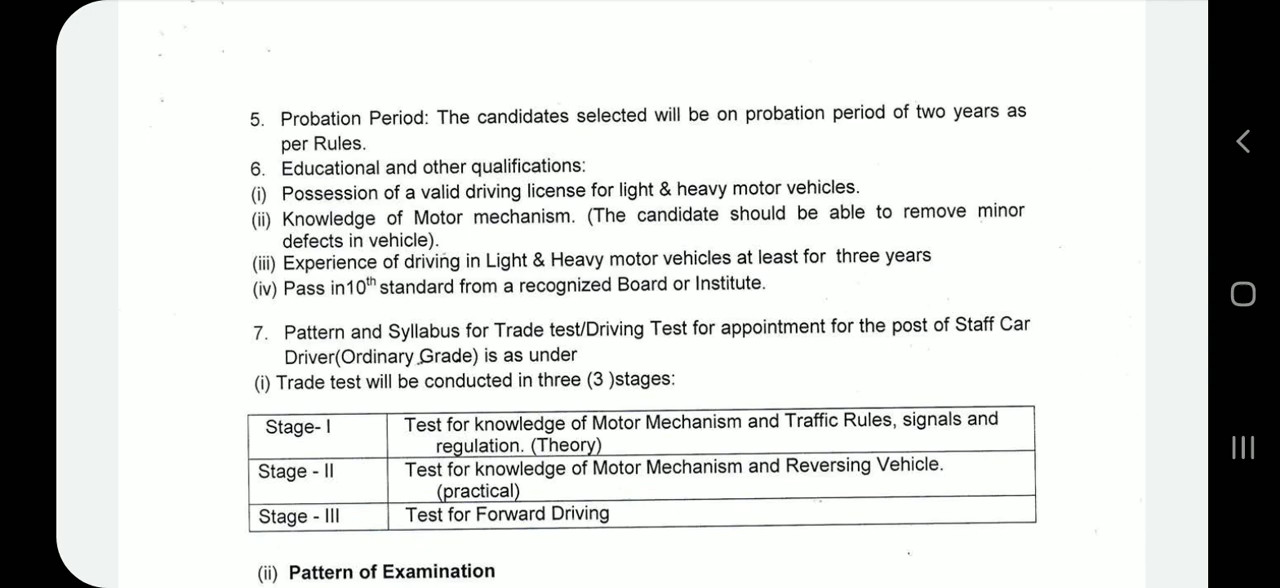 5. Probation Period: The candidates selected will be on probation period of two years as
per Rules.
6. Educational and other qualifications:
(i) Possession of a valid driving license for light & heavy motor vehicles.
(ii) Knowledge of Motor mechanism. (The candidate should be able to remove minor
defects in vehicle).
(iii) Experience of driving in Light & Heavy motor vehicles at least for three years
(iv) Pass in10th standard from a recognized Board or Institute.
7. Pattern and Syllabus for Trade test/Driving Test for appointment for the post of Staff Car
Driver(Ordinary Grade) is as under
(i) Trade test will be conducted in three (3 )stages:
Stage- I Test for knowledge of Motor Mechanism and Traffic Rules, signals and
regulation. (Theory)
Stage - II Test for knowledge of Motor Mechanism and Reversing Vehicle.
(practical)
Stage - III Test for Forward Driving
(ii) Pattern of Examination